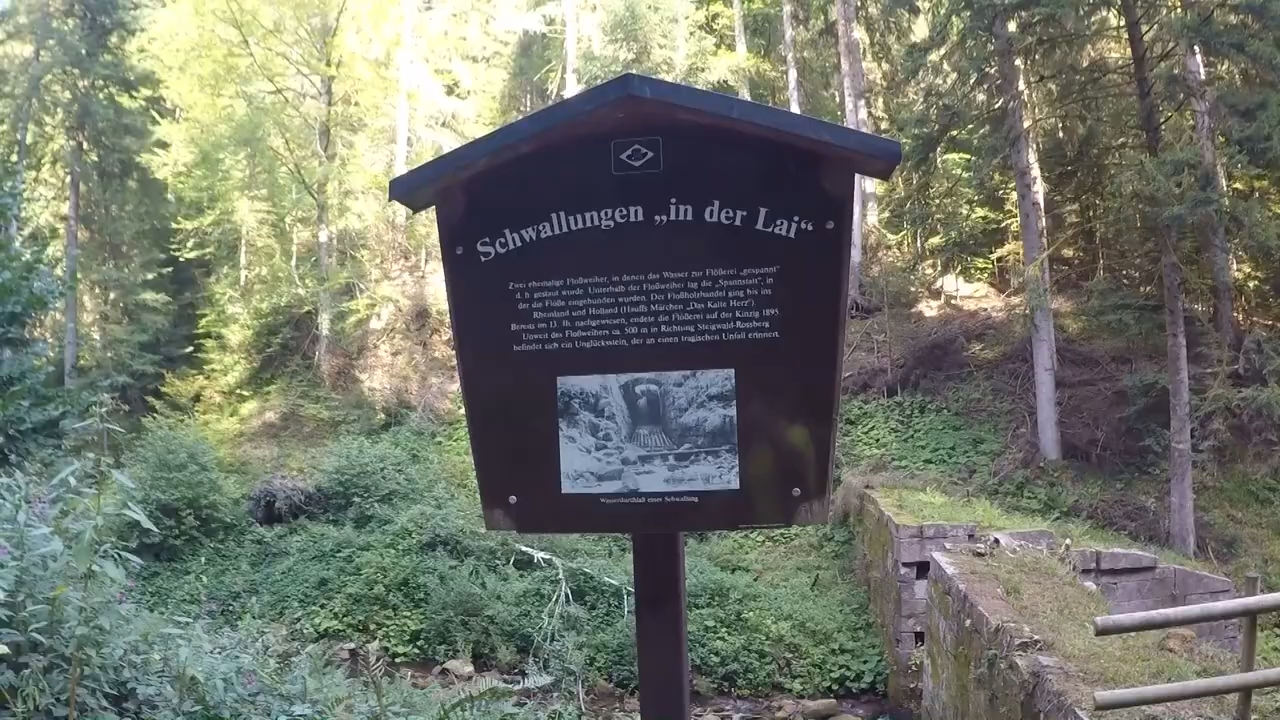 Schwallungen „in der Lai“
Zwei ehemalige Floßweiher, in denen das Wasser zur Flößerei „gespannt“
d. h. gestaut wurde. Unterhalb der Floßweiher lag die „Spannstatt“, in
der die Flöße eingebunden wurden. Der Floßholzhandel ging bis ins
Rheinland und Holland (Hauffs Märchen „Das Kalte Herz“).
Bereits im 13. Jh. nachgewiesen, endete die Flößerei auf der Kinzig 1895.
Unweit des Floßweihers ca. 500 m in Richtung Steigwald-Rossberg
befindet sich ein Unglücksstein, der an einen tragischen Unfall erinnert.
Wasserdurchlaß eines Schwallung.